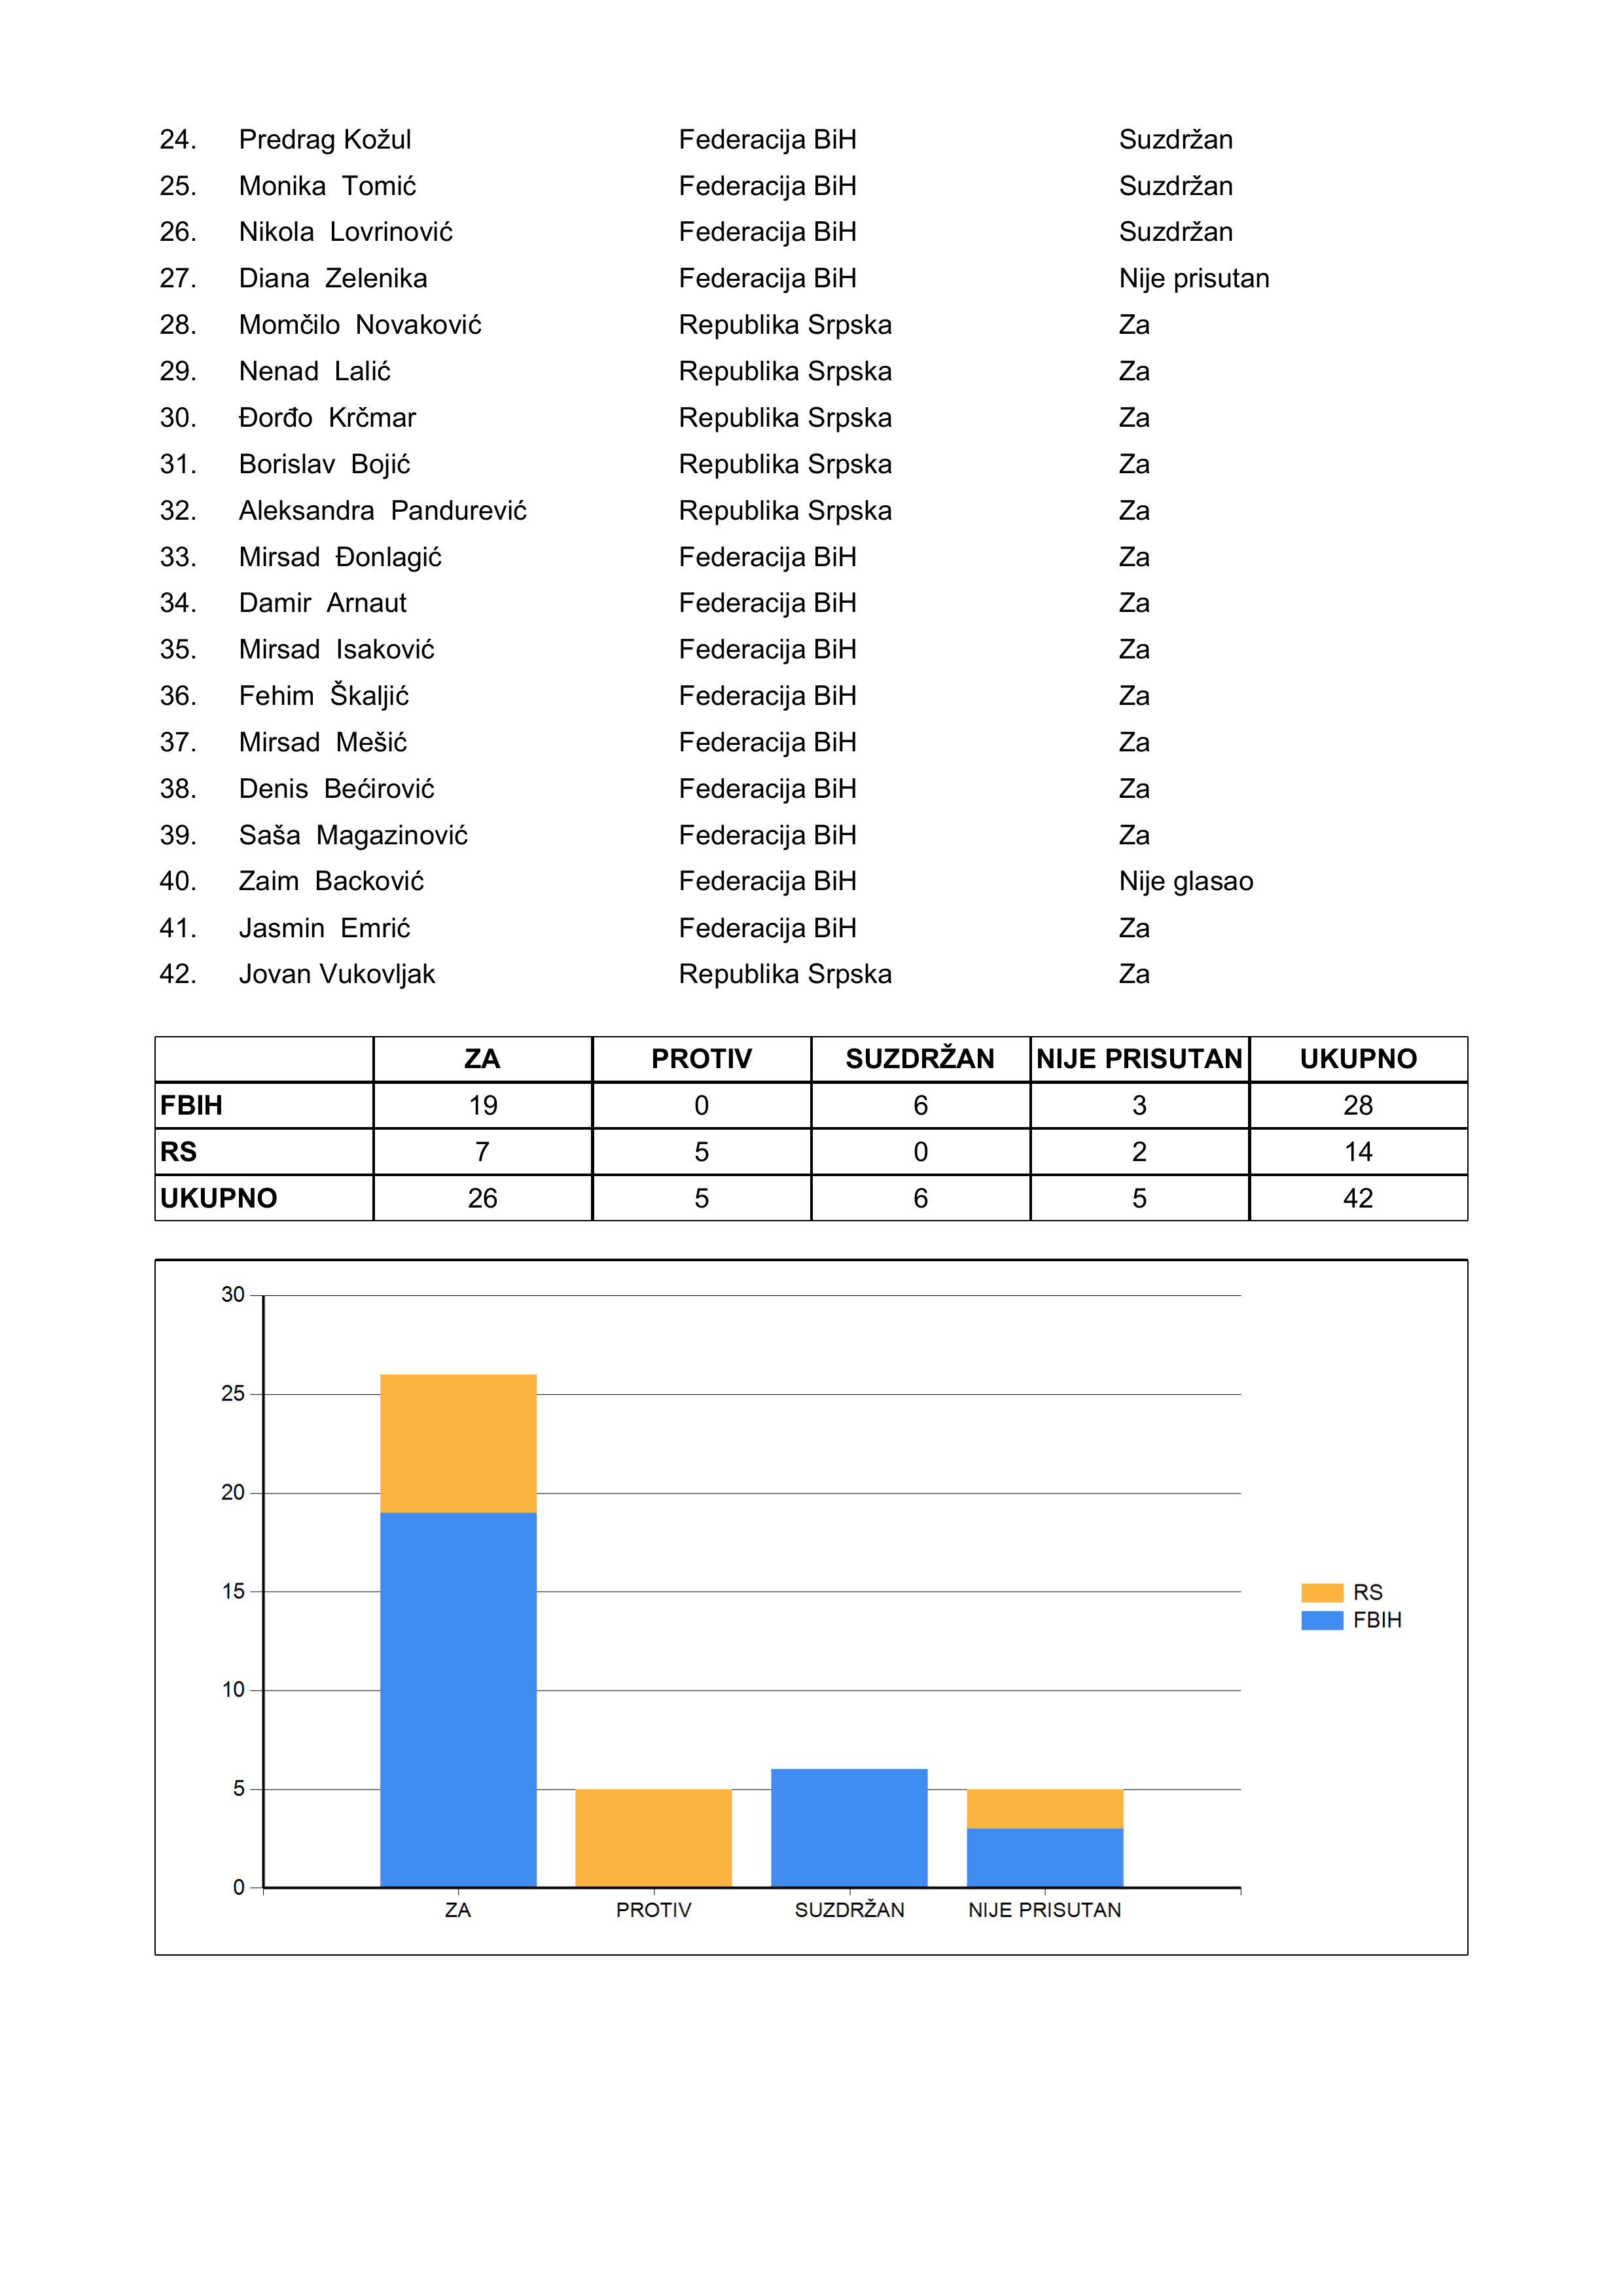 24. Predrag Kožul Federacija BiH Suzdržan
25. Monika Tomić Federacija BiH Suzdržan
26. Nikola Lovrinović Federacija BiH Suzdržan
27. Diana Zelenika Federacija BiH Nije prisutan
28. Momčilo Novaković Republika Srpska Za
29. Nenad Lalić Republika Srpska Za
30. Đorđo Krčmar Republika Srpska Za
31. Borislav Bojić Republika Srpska Za
32. Aleksandra Pandurević Republika Srpska Za
33. Mirsad Đonlagić Federacija BiH Za
34. Damir Arnaut Federacija BiH Za
35. Mirsad Isaković Federacija BiH Za
36. Fehim Škaljić Federacija BiH Za
37. Mirsad Mešić Federacija BiH Za
38. Denis Bećirović Federacija BiH Za
39. Saša Magazinović Federacija BiH Za
40. Zaim Backović Federacija BiH Nije glasao
41. Jasmin Emrić Federacija BiH Za
42. Jovan Vukovljak Republika Srpska Za
ZA PROTIV SUZDRŽAN NIJE PRISUTAN UKUPNO
FBIH 19 0 6 3 28
RS 7 5 0 2 14
UKUPNO 26 5 6 5 42
30
25
20
15
10
5
0
ZA PROTIV SUZDRŽAN NIJE PRISUTAN
RS
FBIH